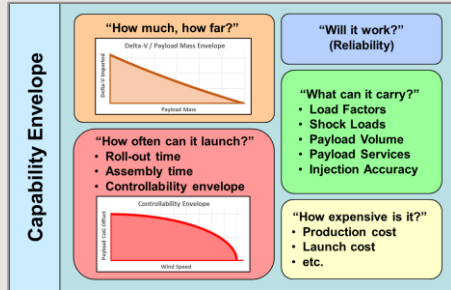 Capability Envelope
“How much, how far?”
Delta-V / Payload Mass Envelope
Delta-V Imparted
Payload Mass
“How often can it launch?”
• Roll-out time
• Assembly time
• Controllability envelope
Controllability Envelope
Payload CoG Offset
Wind Speed
“Will it work?”
(Reliability)
“What can it carry?”
• Load Factors
• Shock Loads
• Payload Volume
• Payload Services
• Injection Accuracy
“How expensive is it?”
• Production cost
• Launch cost
• etc.